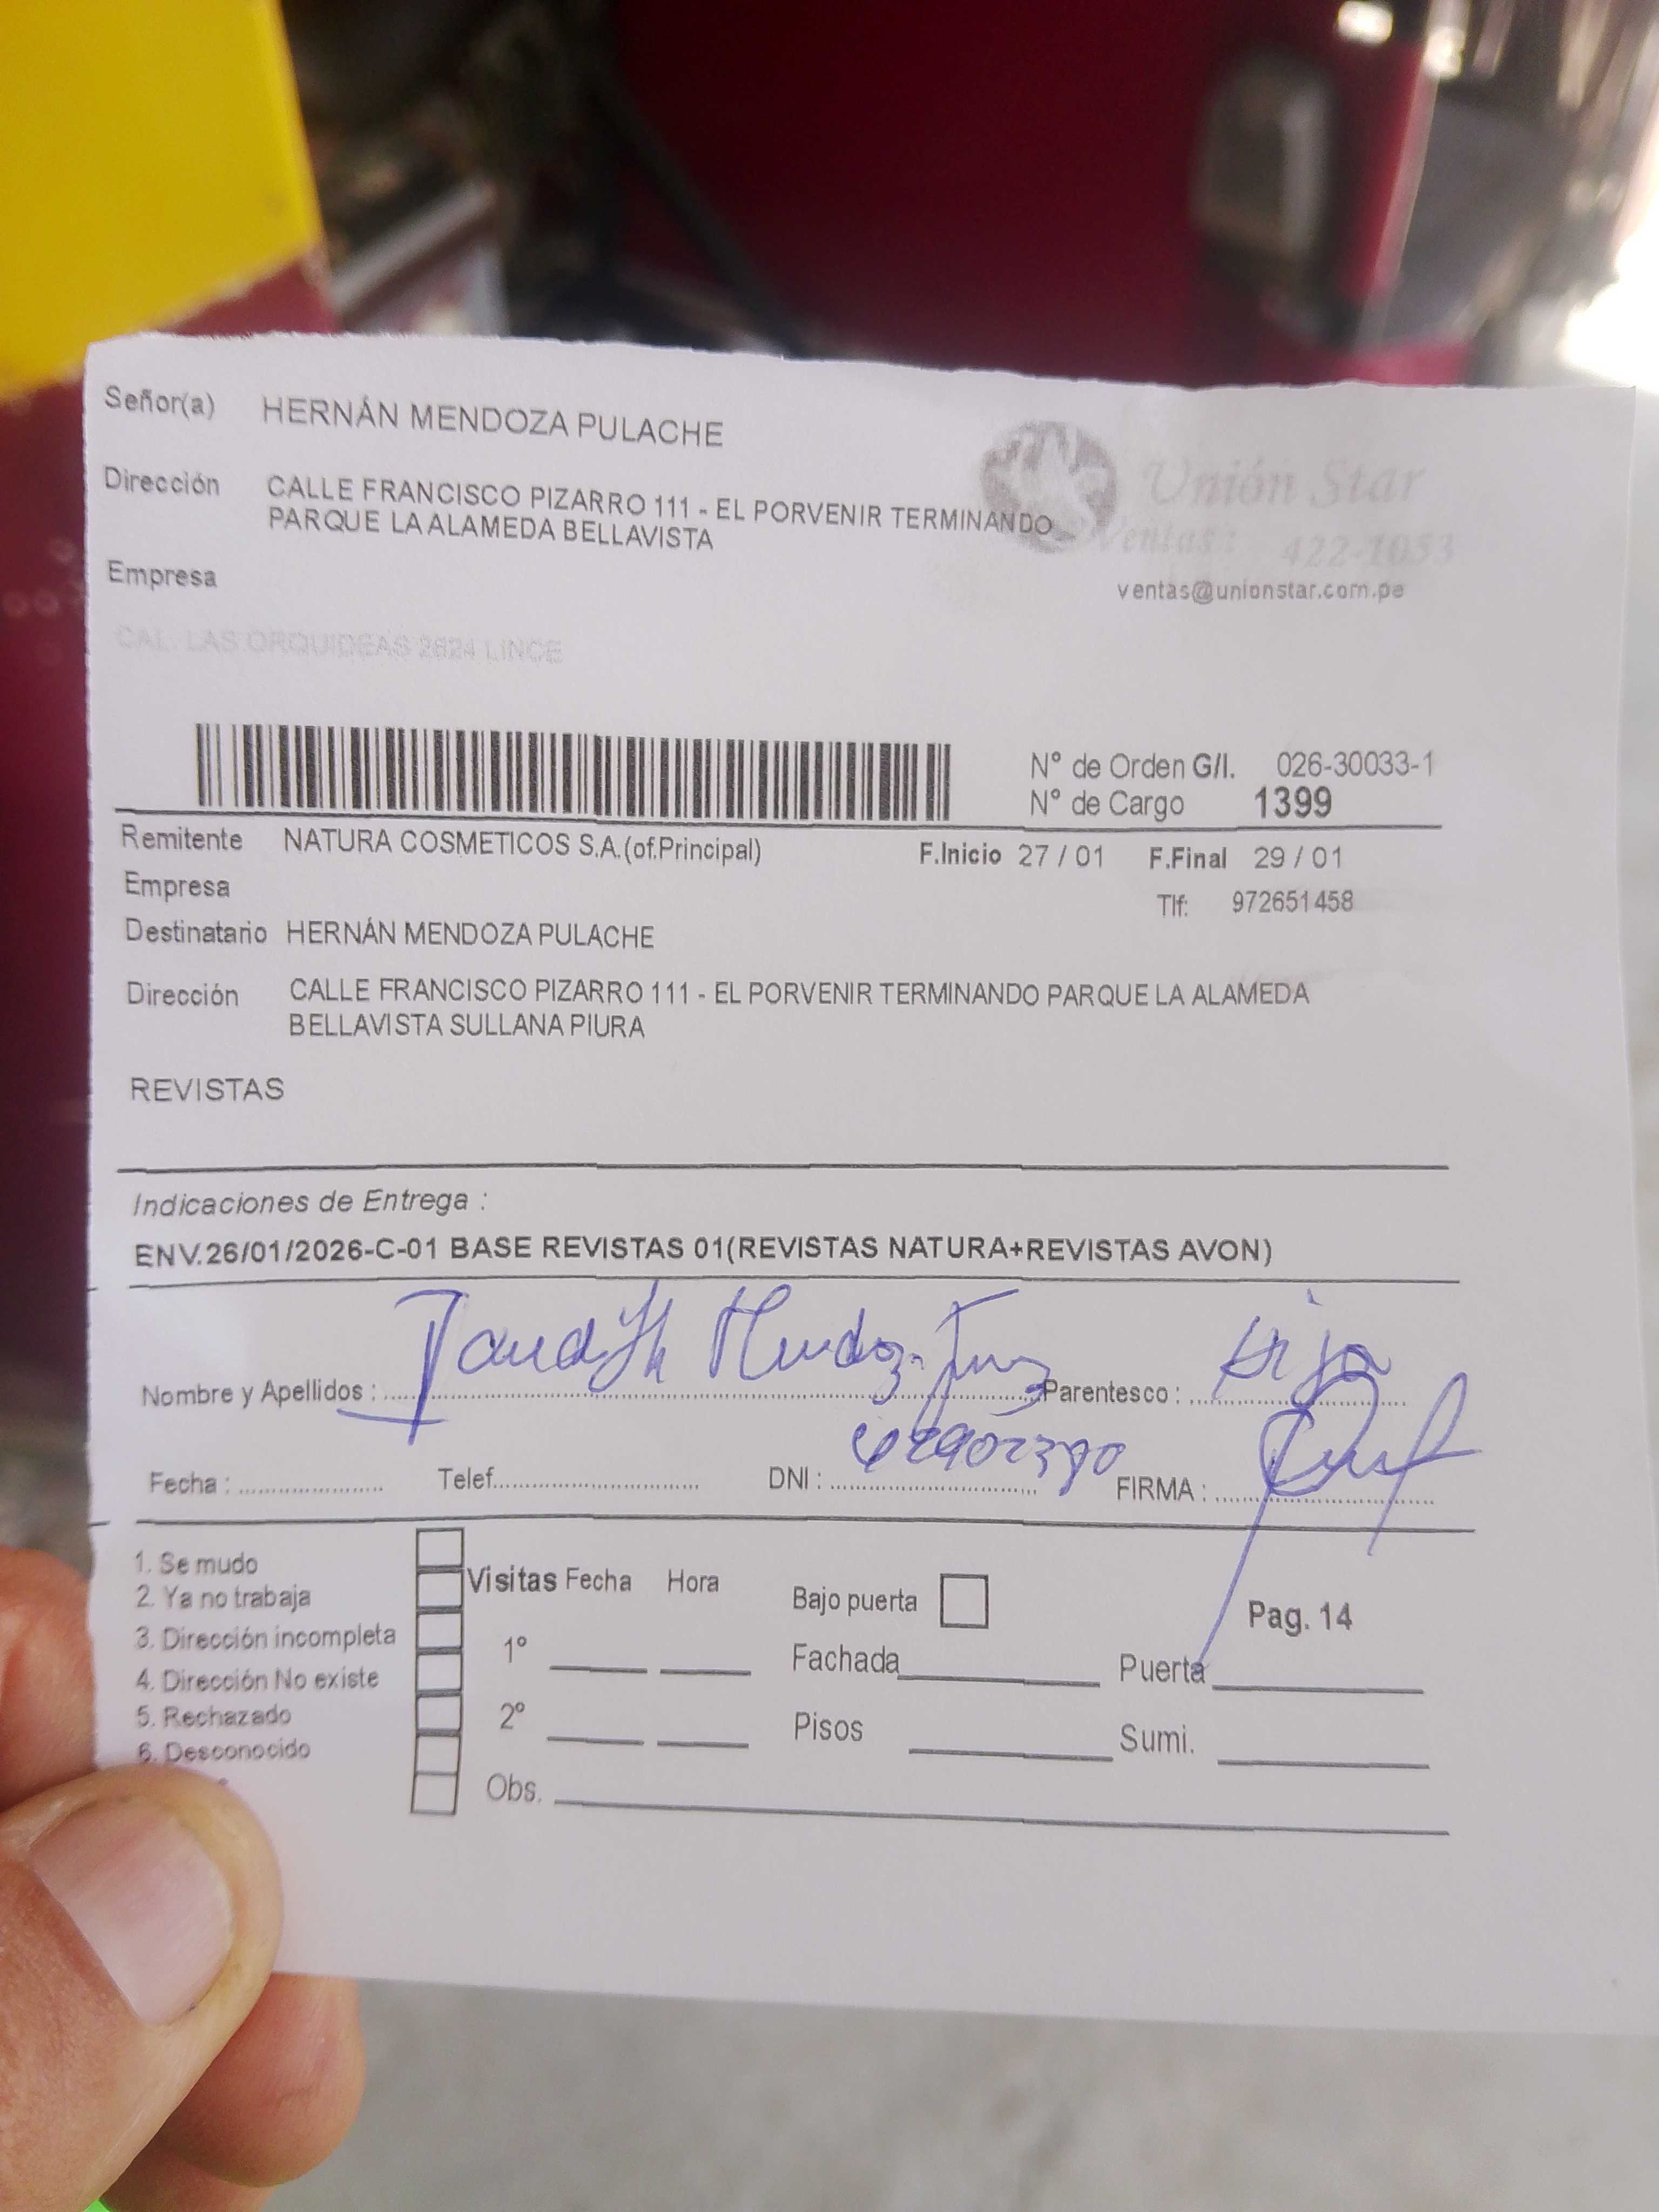 Señor(a) HERNÁN MENDOZA PULACHE
Dirección CALLE FRANCISCO PIZARRO 111 - EL PORVENIR TERMINANDO
PARQUE LA ALAMEDA BELLAVISTA
Unión Star
Ventas: 422-1053
ventas@unionstar.com.pe
Empresa
CAL. LAS ORQUIDEAS 2624 LINCE
N° de Orden G/I. 026-30033-1
N° de Cargo 1399
Remitente NATURA COSMETICOS S.A.(of.Principal) F.Inicio 27 / 01 F.Final 29 / 01
Empresa Tlf: 972651458
Destinatario HERNÁN MENDOZA PULACHE
Dirección CALLE FRANCISCO PIZARRO 111 - EL PORVENIR TERMINANDO PARQUE LA ALAMEDA
BELLAVISTA SULLANA PIURA
REVISTAS
Indicaciones de Entrega :
ENV.26/01/2026-C-01 BASE REVISTAS 01(REVISTAS NATURA+REVISTAS AVON)
Nombre y Apellidos : Parentesco : Hija
Fecha : Telef. DNI : FIRMA :
1. Se mudo
2. Ya no trabaja
3. Dirección incompleta
4. Dirección No existe
5. Rechazado
6. Desconocido
Visitas Fecha Hora
1°
2°
Obs.
Bajo puerta
Pag. 14
Fachada Puerta
Pisos Sumi.